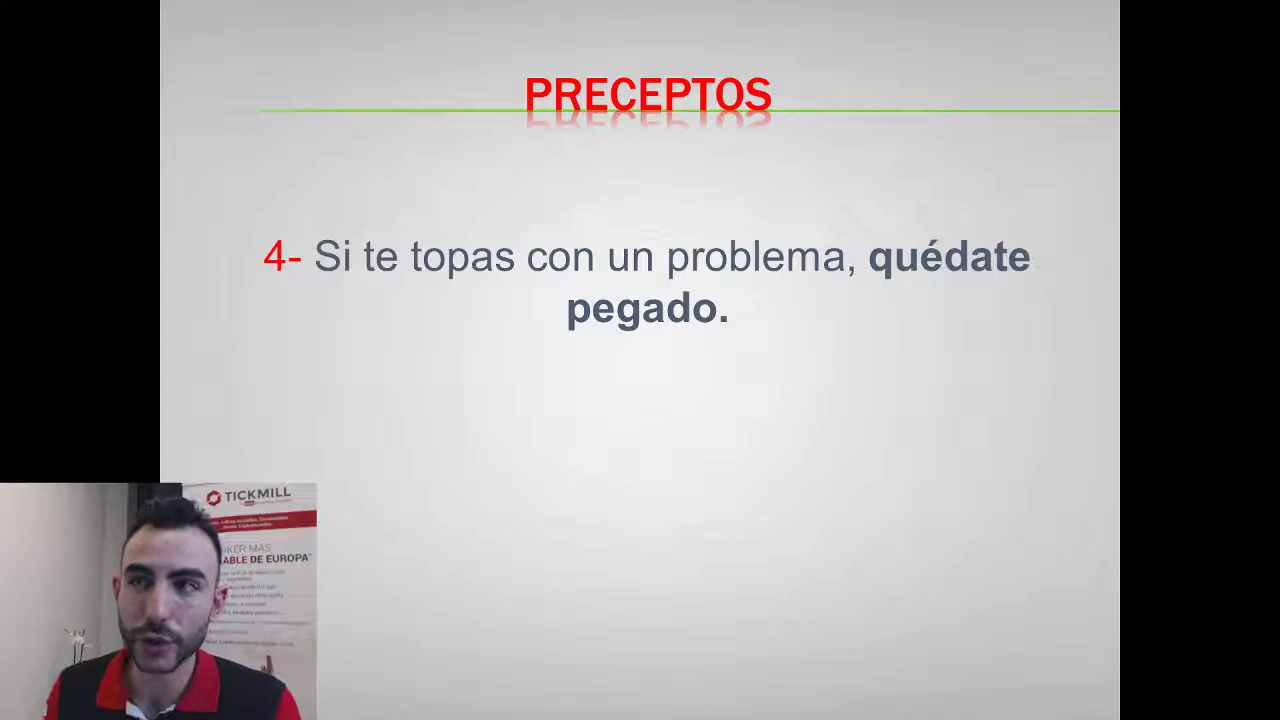 PRECEPTOS
4- Si te topas con un problema, quédate
pegado.
TICKMILL
ABLE DE EUROPA"